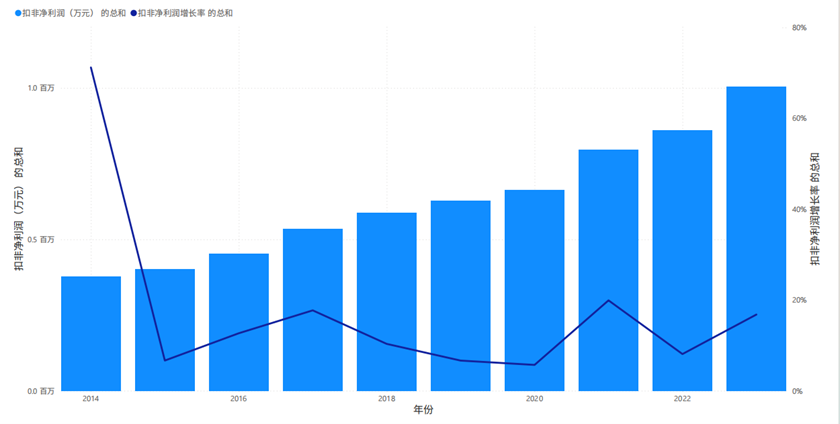 扣非净利润（万元） 的总和 扣非净利润增长率 的总和
80%
1.0 百万
60%
扣非净利润（万元） 的总和
扣非净利润增长率 的总和
40%
0.5 百万
20%
0.0 百万
0%
2014 2016 2018 2020 2022
年份